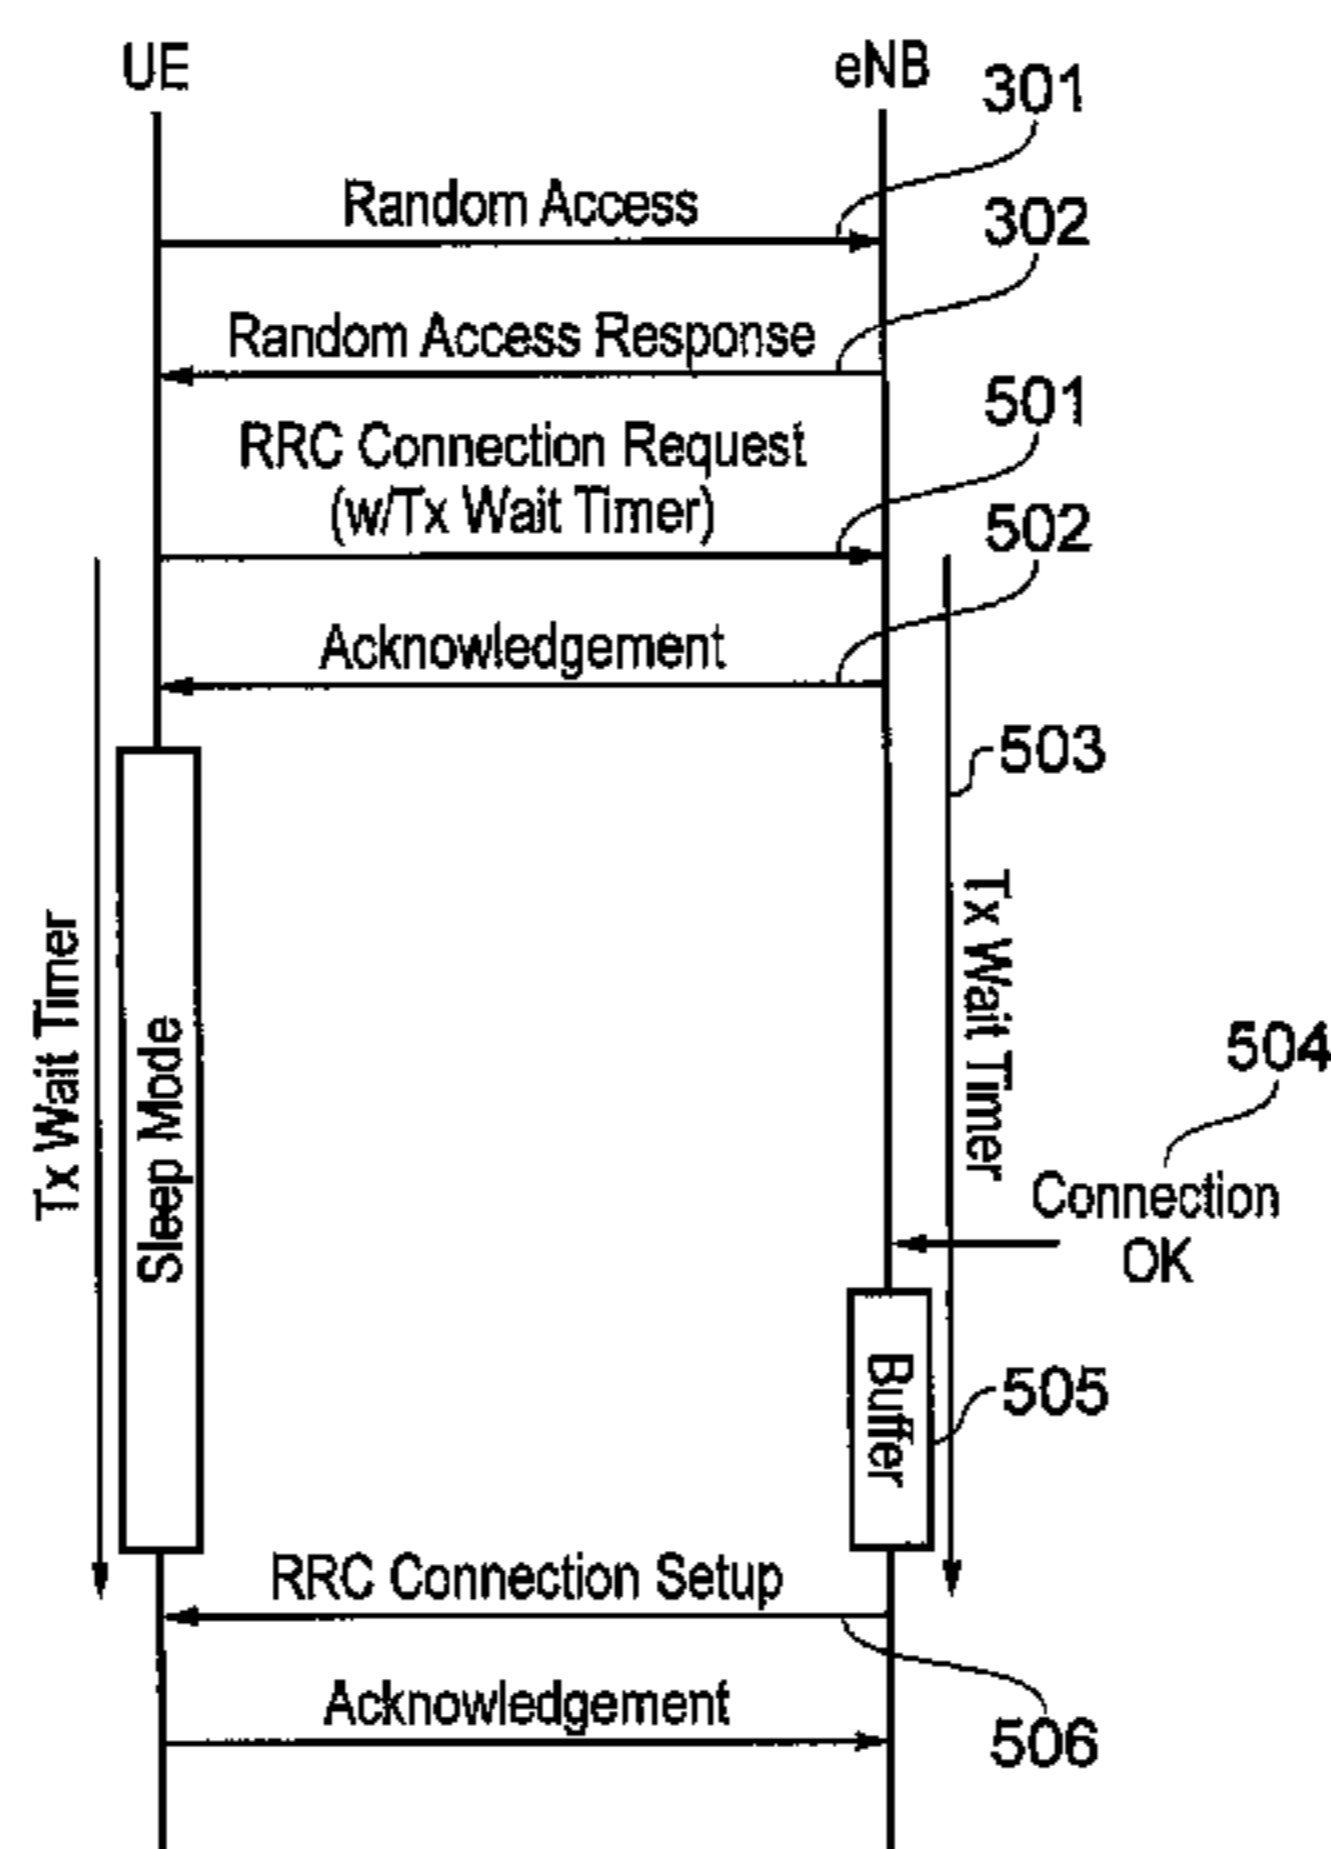 UE
eNB
301
Random Access
302
Random Access Response
501
RRC Connection Request
(w/Tx Wait Timer)
502
Acknowledgement
503
Tx Wait Timer
Sleep Mode
Tx Wait Timer
504
Connection
OK
Buffer
505
RRC Connection Setup
Acknowledgement
506